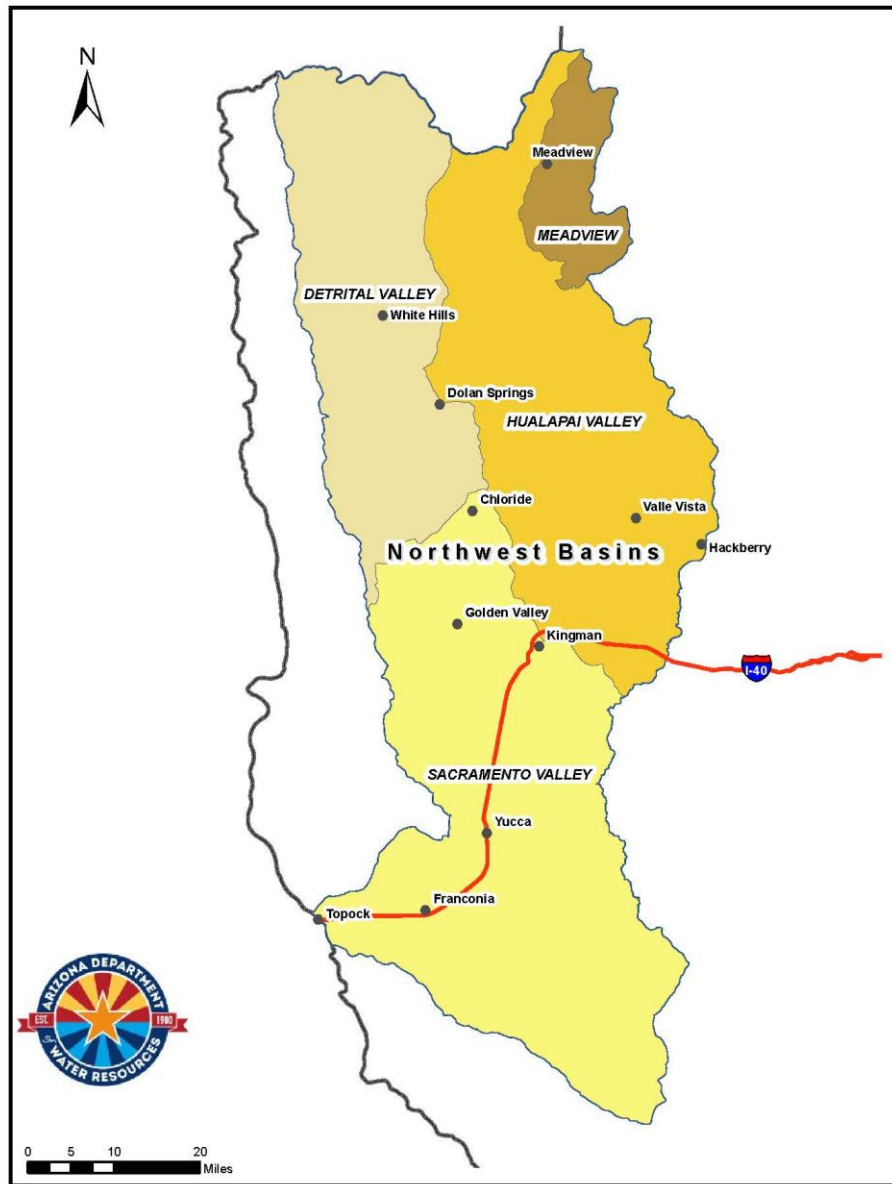 N
Meadview
MEADVIEW
DETRITAL VALLEY
White Hills
Dolan Springs
HUALAPAI VALLEY
Chloride
Valle Vista
Northwest Basins
Hackberry
Golden Valley
Kingman
I-40
SACRAMENTO VALLEY
Yucca
Franconia
Topock
ARIZONA DEPARTMENT
EST. 1980
of
WATER RESOURCES
0 5 10 20
Miles